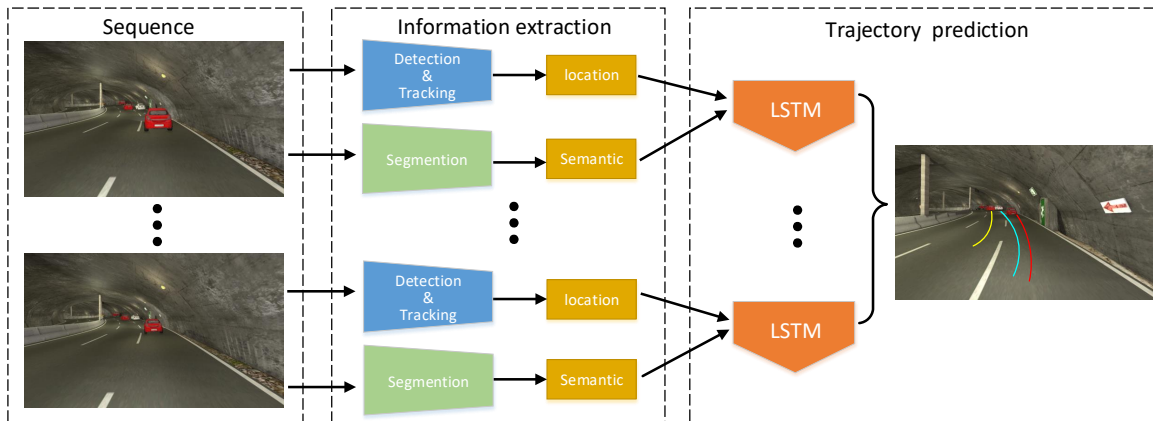 Sequence
Information extraction
Trajectory prediction
Detection
&
Tracking
location
LSTM
Segmention
Semantic
Detection
&
Tracking
location
LSTM
Segmention
Semantic